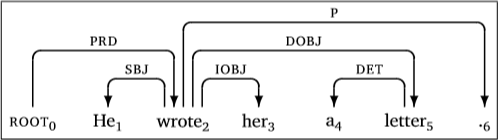 P
PRD DOBJ
SBJ IOBJ DET
ROOT₀ He₁ wrote₂ her₃ a₄ letter₅ .₆